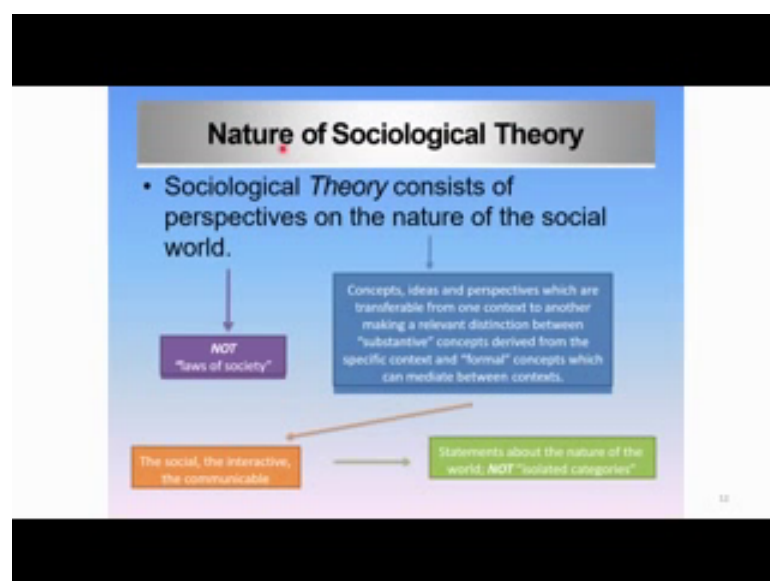 Nature of Sociological Theory
• Sociological Theory consists of
perspectives on the nature of the social
world.
NOT
"laws of society"
Concepts, ideas and perspectives which are
transferable from one context to another
making a relevant distinction between
"substantive" concepts derived from the
specific context and "formal" concepts which
can mediate between contexts.
The social, the interactive,
the communicable
Statements about the nature of the
world; NOT "isolated categories"